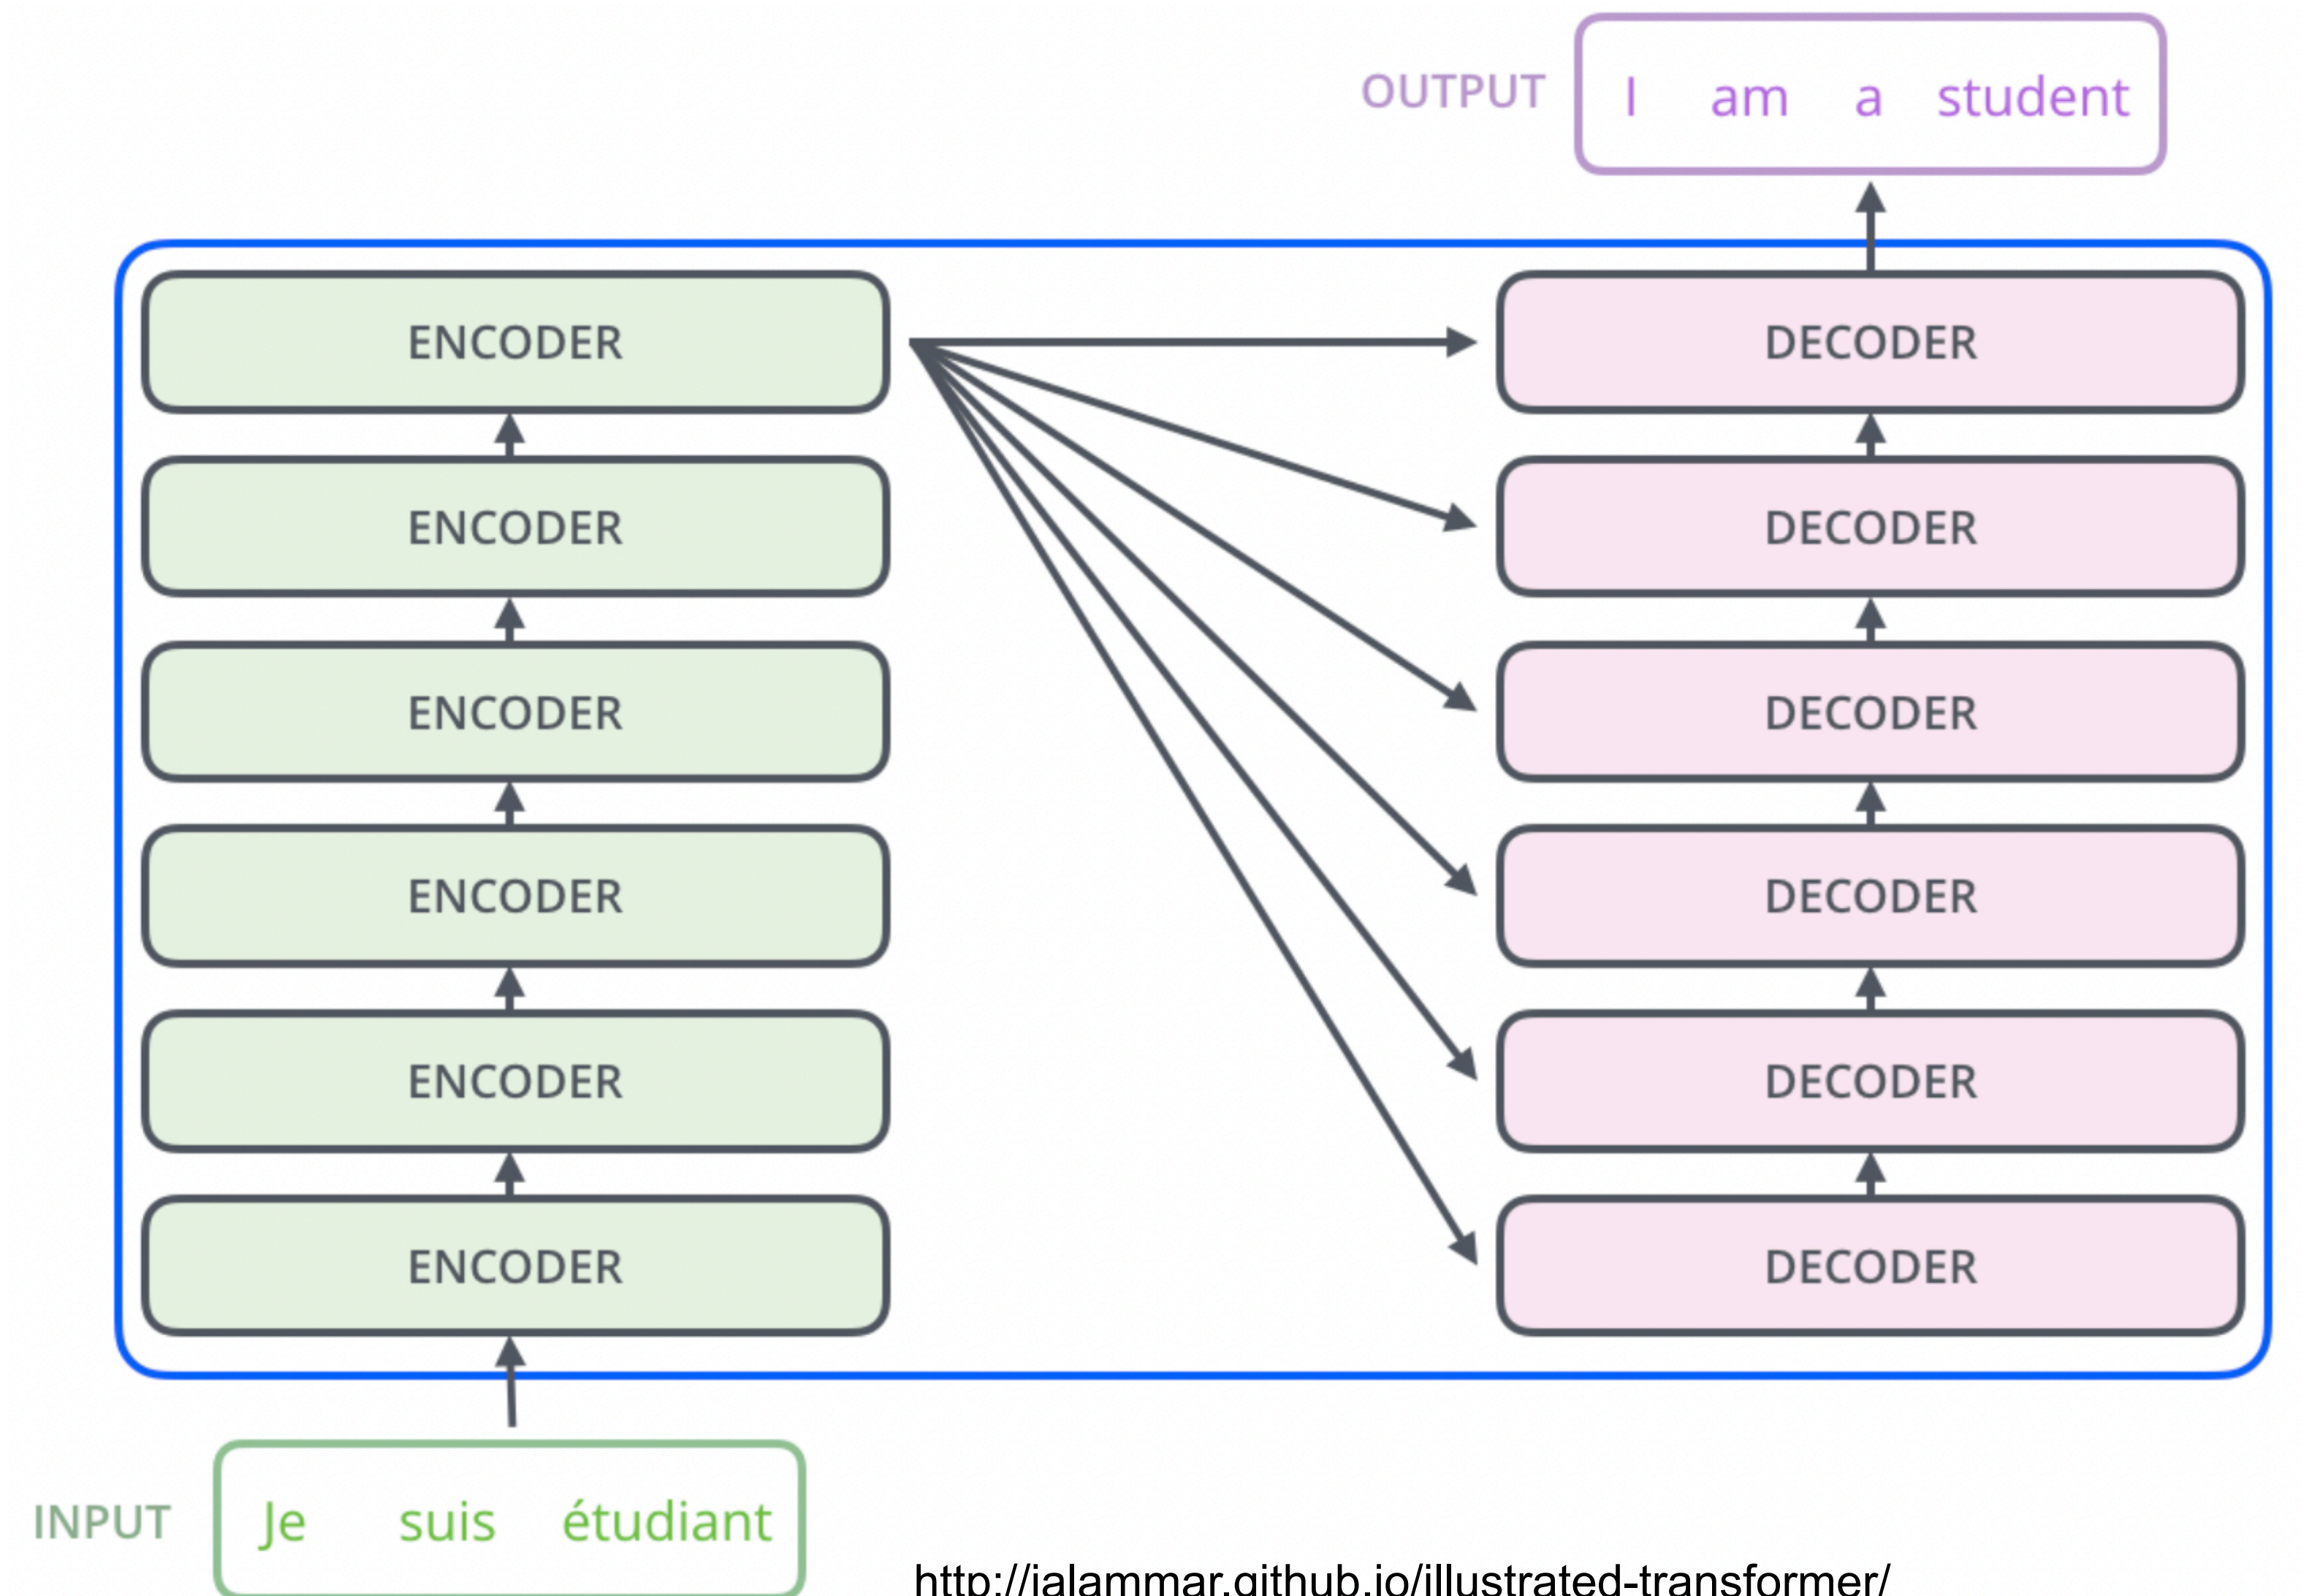 OUTPUT I am a student
ENCODER DECODER
ENCODER DECODER
ENCODER DECODER
ENCODER DECODER
ENCODER DECODER
ENCODER DECODER
INPUT Je suis étudiant
http://jalammar.github.io/illustrated-transformer/